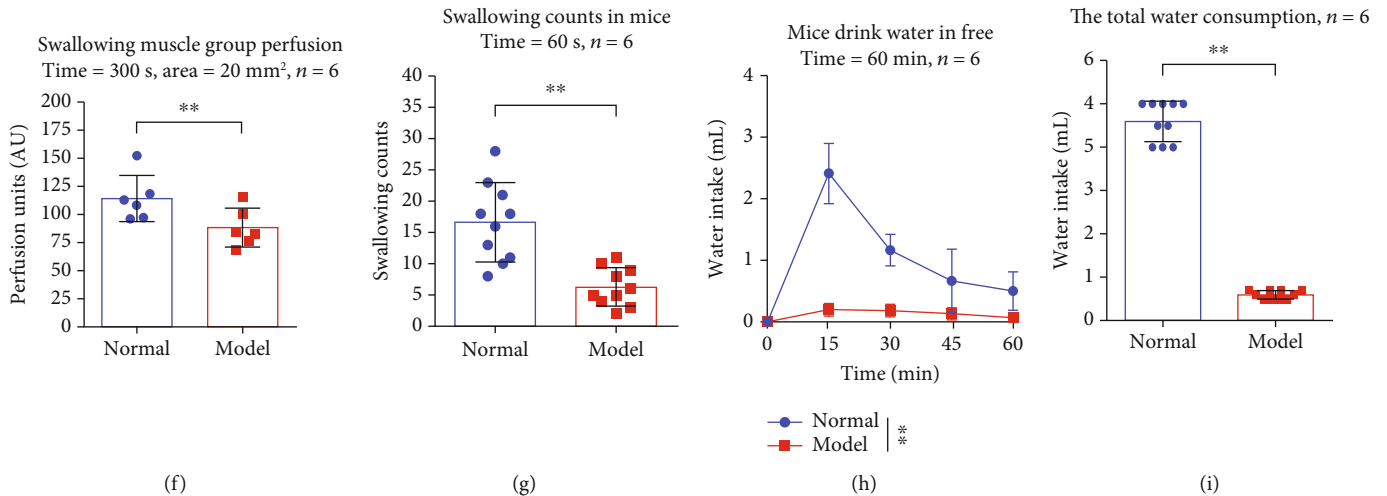 Swallowing muscle group perfusion
Time = 300 s, area = 20 mm², n = 6
200
175
150
125
100
75
50
25
0
Perfusion units (AU)
**
Normal
Model
(f)
Swallowing counts in mice
Time = 60 s, n = 6
40
35
30
25
20
15
10
5
0
Swallowing counts
**
Normal
Model
(g)
Mice drink water in free
Time = 60 min, n = 6
4
3
2
1
0
Water intake (mL)
0
15
30
45
60
Time (min)
Normal
Model
**
(h)
The total water consumption, n = 6
6
4
5
3
2
1
0
Water intake (mL)
**
Normal
Model
(i)